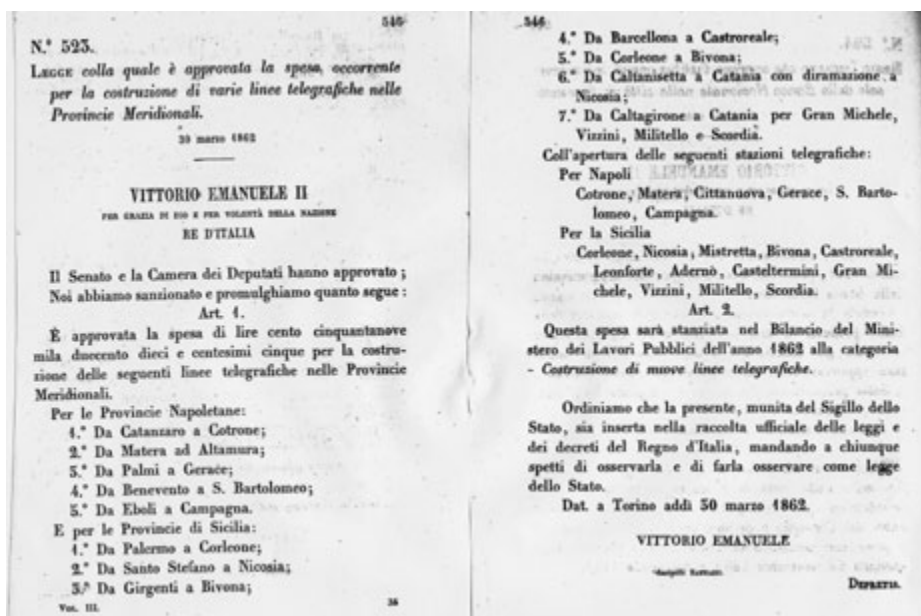 545
N.° 523.
LEGGE colla quale è approvata la spesa occorrente
per la costruzione di varie linee telegrafiche nelle
Provincie Meridionali.
30 marzo 1862
VITTORIO EMANUELE II
PER GRAZIA DI DIO E PER VOLONTÀ DELLA NAZIONE
RE D'ITALIA
Il Senato e la Camera dei Deputati hanno approvato;
Noi abbiamo sanzionato e promulghiamo quanto segue:
Art. 1.
È approvata la spesa di lire cento cinquantanove
mila duecento dieci e centesimi cinque per la costru-
zione delle seguenti linee telegrafiche nelle Provincie
Meridionali.
Per le Provincie Napoletane:
1.° Da Catanzaro a Cotrone;
2.° Da Matera ad Altamura;
3.° Da Palmi a Gerace;
4.° Da Benevento a S. Bartolomeo;
5.° Da Eboli a Campagna.
E per le Provincie di Sicilia:
1.° Da Palermo a Corleone;
2.° Da Santo Stefano a Nicosia;
3.° Da Girgenti a Bivona;
VOL. III.
546
4.° Da Barcellona a Castroreale;
5.° Da Corleone a Bivona;
6.° Da Caltanissetta a Catania con diramazione a
Nicosia;
7.° Da Caltagirone a Catania per Gran Michele,
Vizzini, Militello e Scordia.
Coll'apertura delle seguenti stazioni telegrafiche:
Per Napoli
Cotrone, Matera, Cittanuova, Gerace, S. Barto-
lomeo, Campagna.
Per la Sicilia
Corleone, Nicosia, Mistretta, Bivona, Castroreale,
Leonforte, Adernò, Casteltermini, Gran Mi-
chele, Vizzini, Militello, Scordia.
Art. 2.
Questa spesa sarà stanziata nel Bilancio del Mini-
stero dei Lavori Pubblici dell'anno 1862 alla categoria
- Costruzione di nuove linee telegrafiche.
Ordiniamo che la presente, munita del Sigillo dello
Stato, sia inserta nella raccolta ufficiale delle leggi e
dei decreti del Regno d'Italia, mandando a chiunque
spetti di osservarla e di farla osservare come legge
dello Stato.
Dat. a Torino addì 30 marzo 1862.
VITTORIO EMANUELE
DEPRETIS.